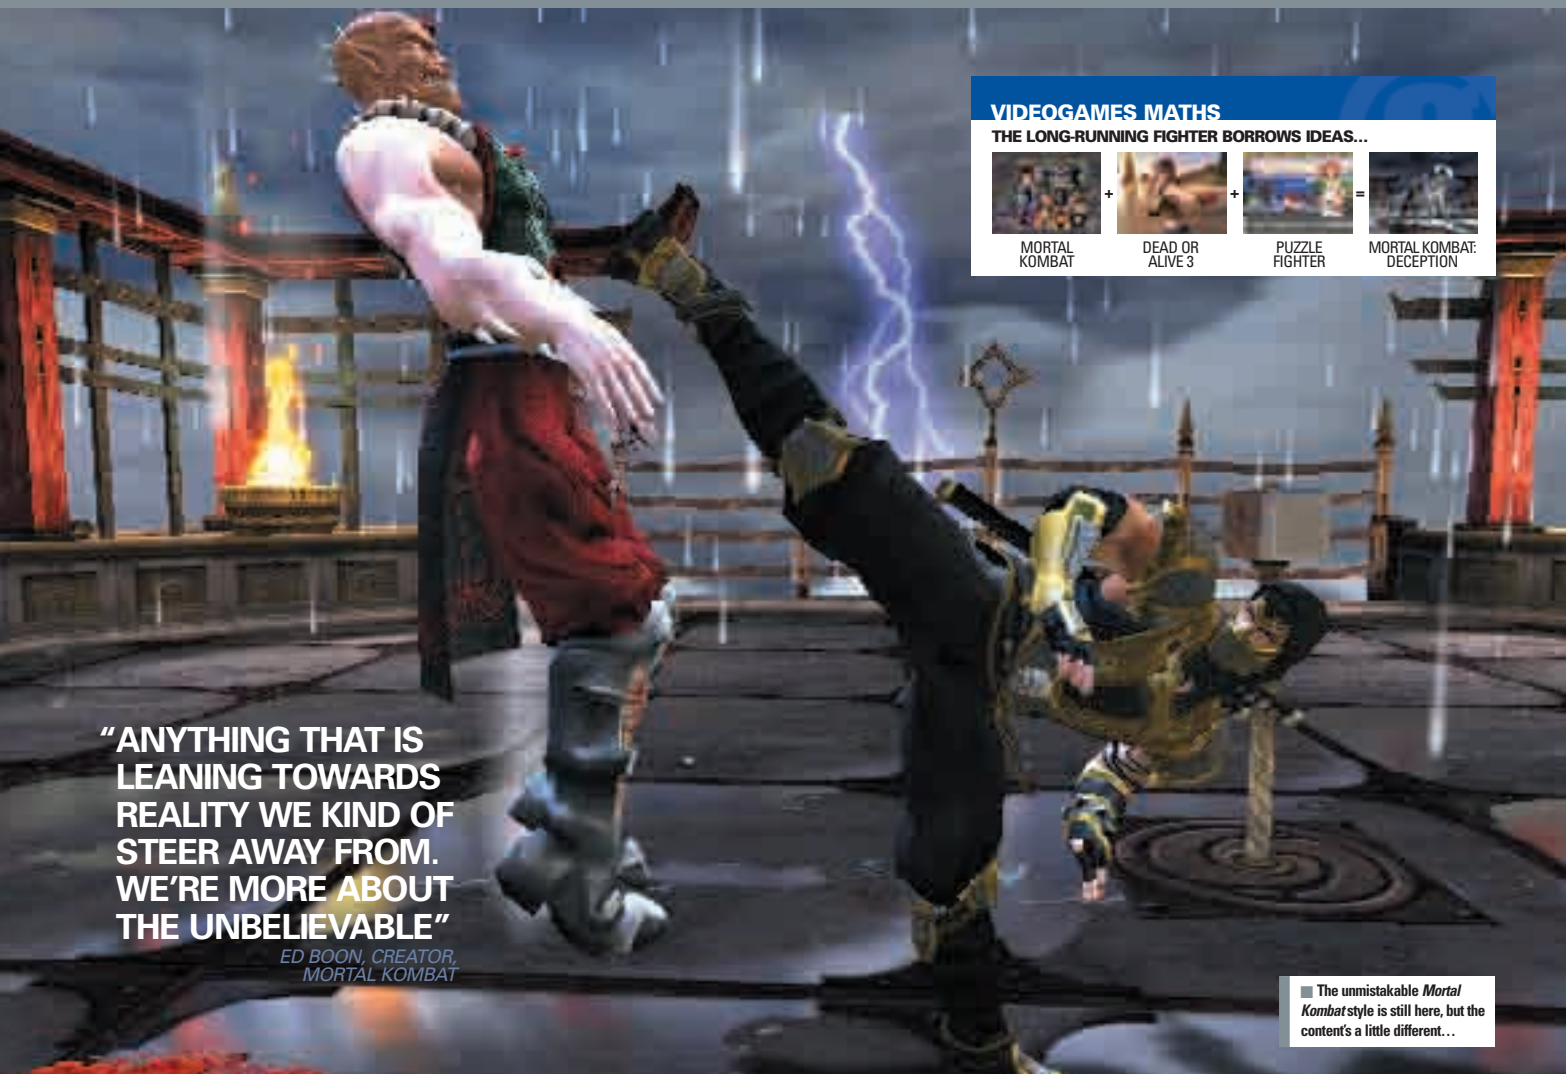 VIDEOGAMES MATHS
THE LONG-RUNNING FIGHTER BORROWS IDEAS...
+ + =
MORTAL
KOMBAT
DEAD OR
ALIVE 3
PUZZLE
FIGHTER
MORTAL KOMBAT:
DECEPTION
“ANYTHING THAT IS
LEANING TOWARDS
REALITY WE KIND OF
STEER AWAY FROM.
WE’RE MORE ABOUT
THE UNBELIEVABLE”
ED BOON, CREATOR,
MORTAL KOMBAT
■ The unmistakable Mortal
Kombat style is still here, but the
content’s a little different...